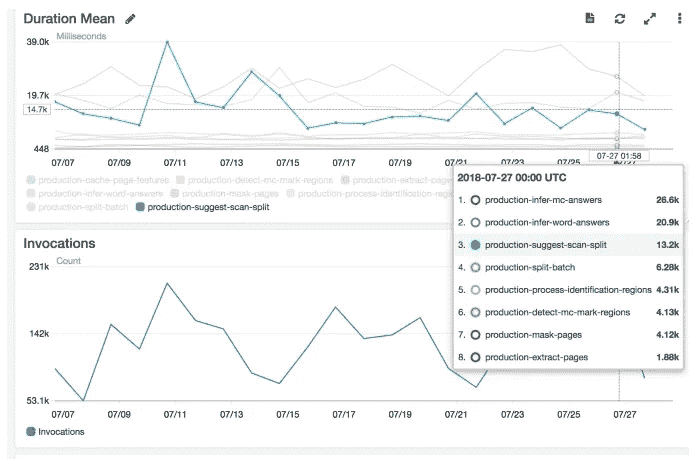 Duration Mean
Milliseconds
39.0k
19.7k
14.7k
448
07/07 07/09 07/11 07/13 07/15 07/17 07/19 07/21 07/23 07/25 07/27
07-27 01:58
production-cache-page-features production-detect-mc-mark-regions production-extract-pages
production-infer-word-answers production-mask-pages production-process-identification-regions
production-split-batch production-suggest-scan-split
2018-07-27 00:00 UTC
1. production-infer-mc-answers 26.6k
2. production-infer-word-answers 20.9k
3. production-suggest-scan-split 13.2k
4. production-split-batch 6.28k
5. production-process-identification-regions 4.31k
6. production-detect-mc-mark-regions 4.13k
7. production-mask-pages 4.12k
8. production-extract-pages 1.88k
Invocations
Count
231k
142k
53.1k
07/07 07/09 07/11 07/13 07/15 07/17 07/19 07/21 07/23 07/25 07/27
Invocations